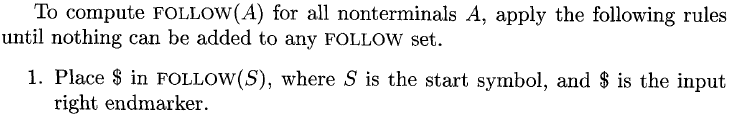 To compute FOLLOW(A) for all nonterminals A, apply the following rules
until nothing can be added to any FOLLOW set.
1. Place $ in FOLLOW(S), where S is the start symbol, and $ is the input
right endmarker.